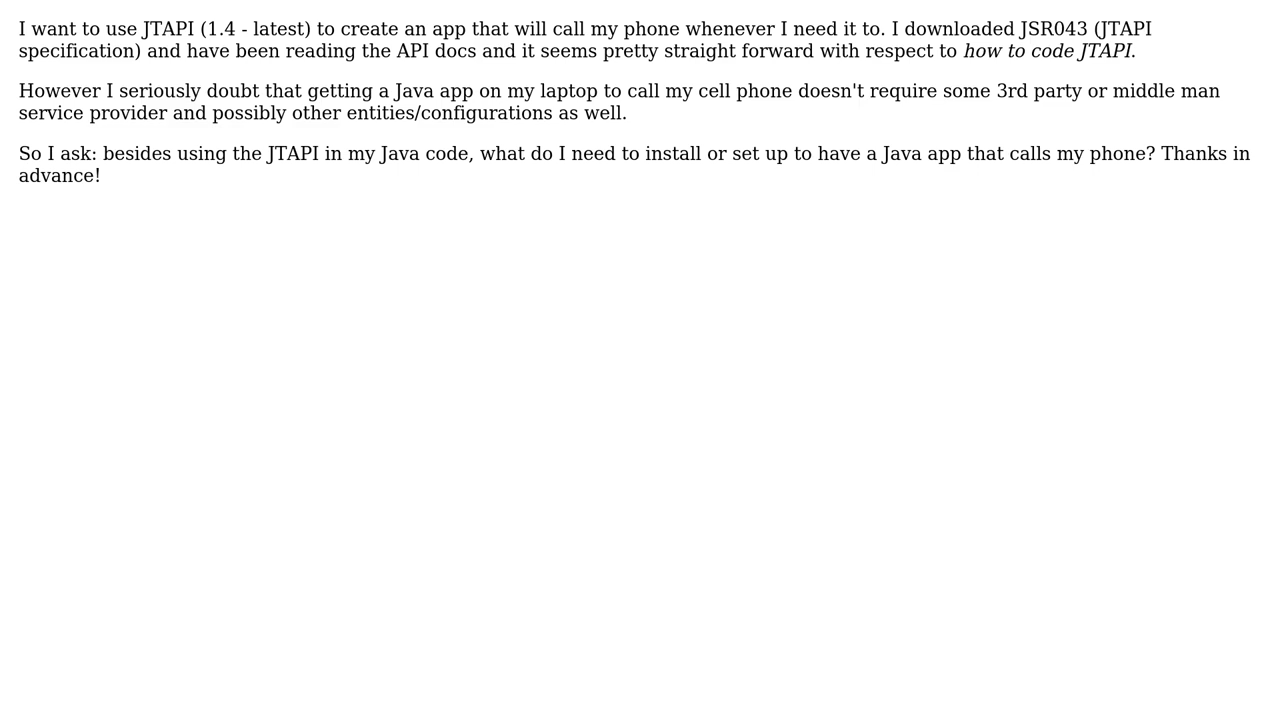 I want to use JTAPI (1.4 - latest) to create an app that will call my phone whenever I need it to. I downloaded JSR043 (JTAPI
specification) and have been reading the API docs and it seems pretty straight forward with respect to how to code JTAPI.
However I seriously doubt that getting a Java app on my laptop to call my cell phone doesn't require some 3rd party or middle man
service provider and possibly other entities/configurations as well.
So I ask: besides using the JTAPI in my Java code, what do I need to install or set up to have a Java app that calls my phone? Thanks in
advance!